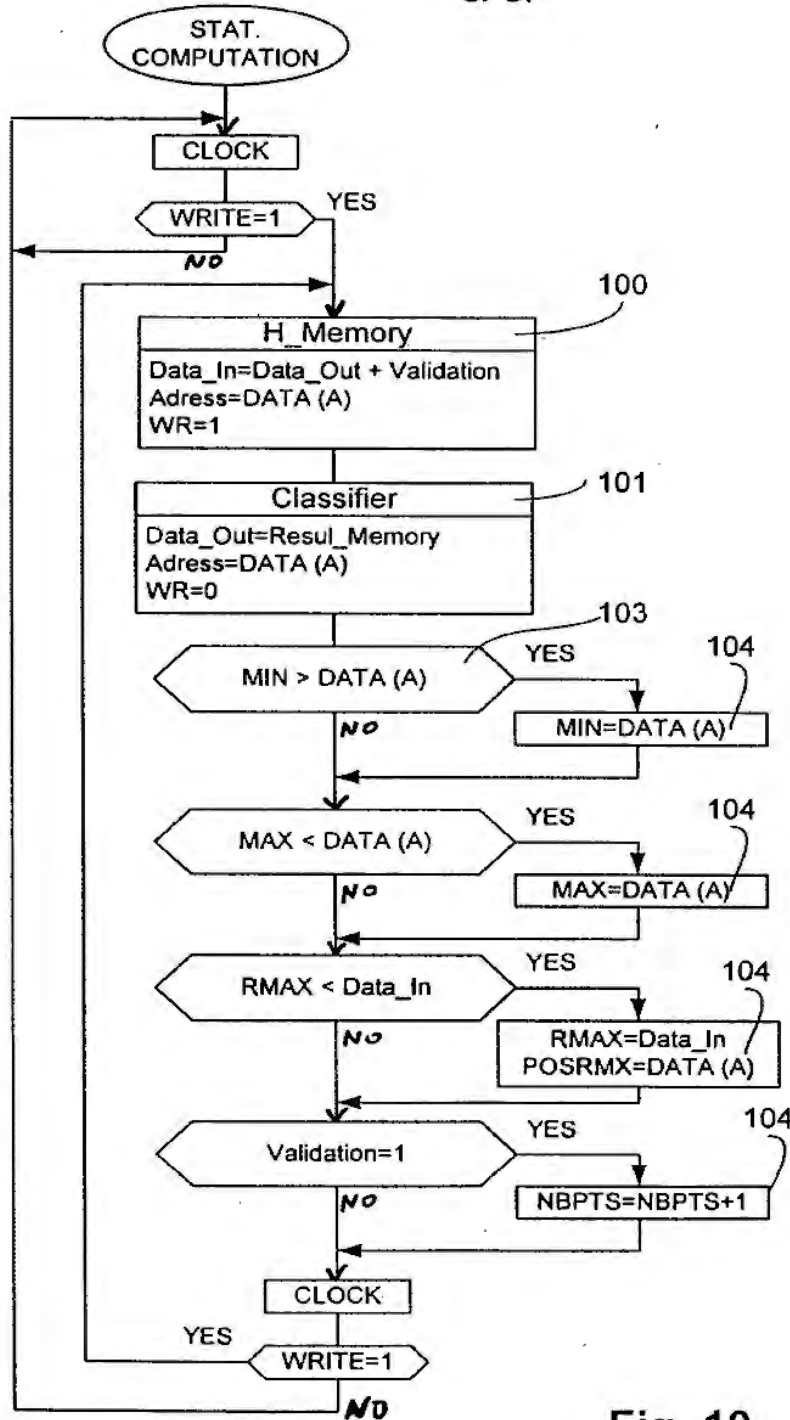 STAT.
COMPUTATION
CLOCK
WRITE=1
YES
NO
100
H_Memory
Data_In=Data_Out + Validation
Adress=DATA (A)
WR=1
101
Classifier
Data_Out=Resul_Memory
Adress=DATA (A)
WR=0
103
MIN > DATA (A)
YES
104
NO
MIN=DATA (A)
MAX < DATA (A)
YES
104
NO
MAX=DATA (A)
RMAX < Data_In
YES
104
NO
RMAX=Data_In
POSRMX=DATA (A)
Validation=1
YES
104
NO
NBPTS=NBPTS+1
CLOCK
YES
WRITE=1
NO